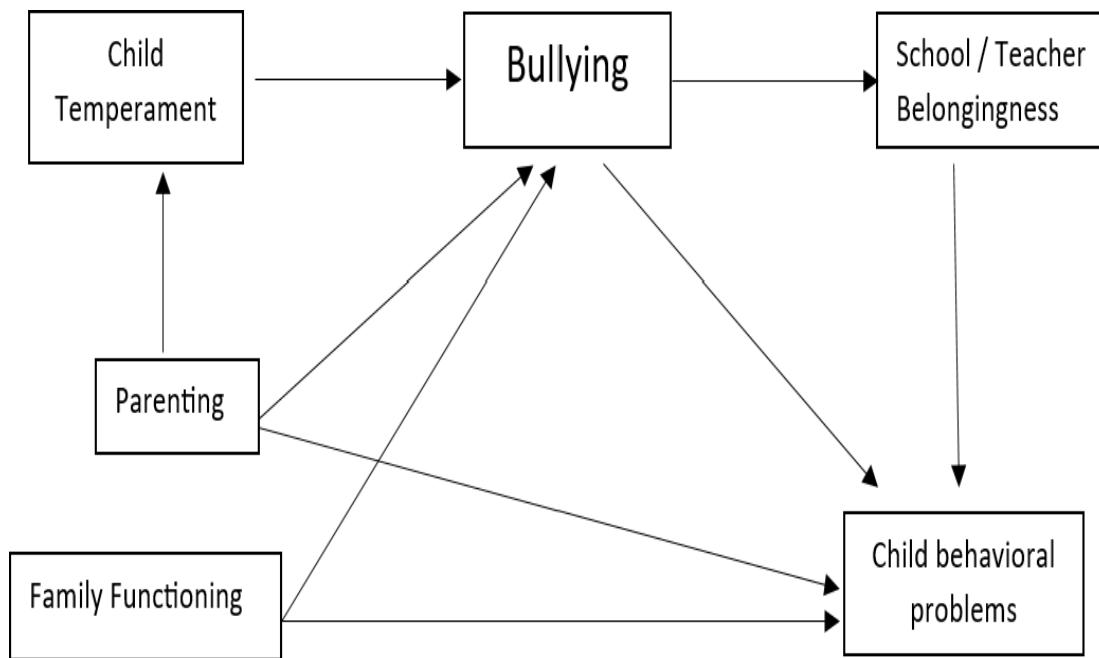 Child
Temperament
Bullying
School / Teacher
Belongingness
Parenting
Family Functioning
Child behavioral
problems